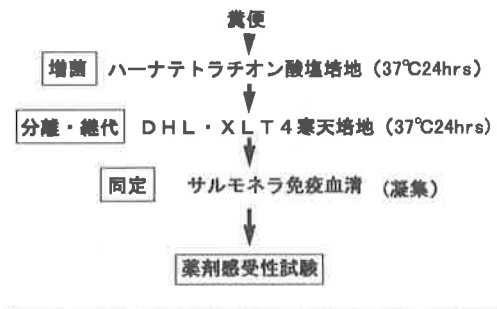 糞便
増菌 ハーナテトラチオン酸塩培地（37℃24hrs）
分離・継代 ＤＨＬ・ＸＬＴ４寒天培地（37℃24hrs）
同定 サルモネラ免疫血清 （凝集）
薬剤感受性試験